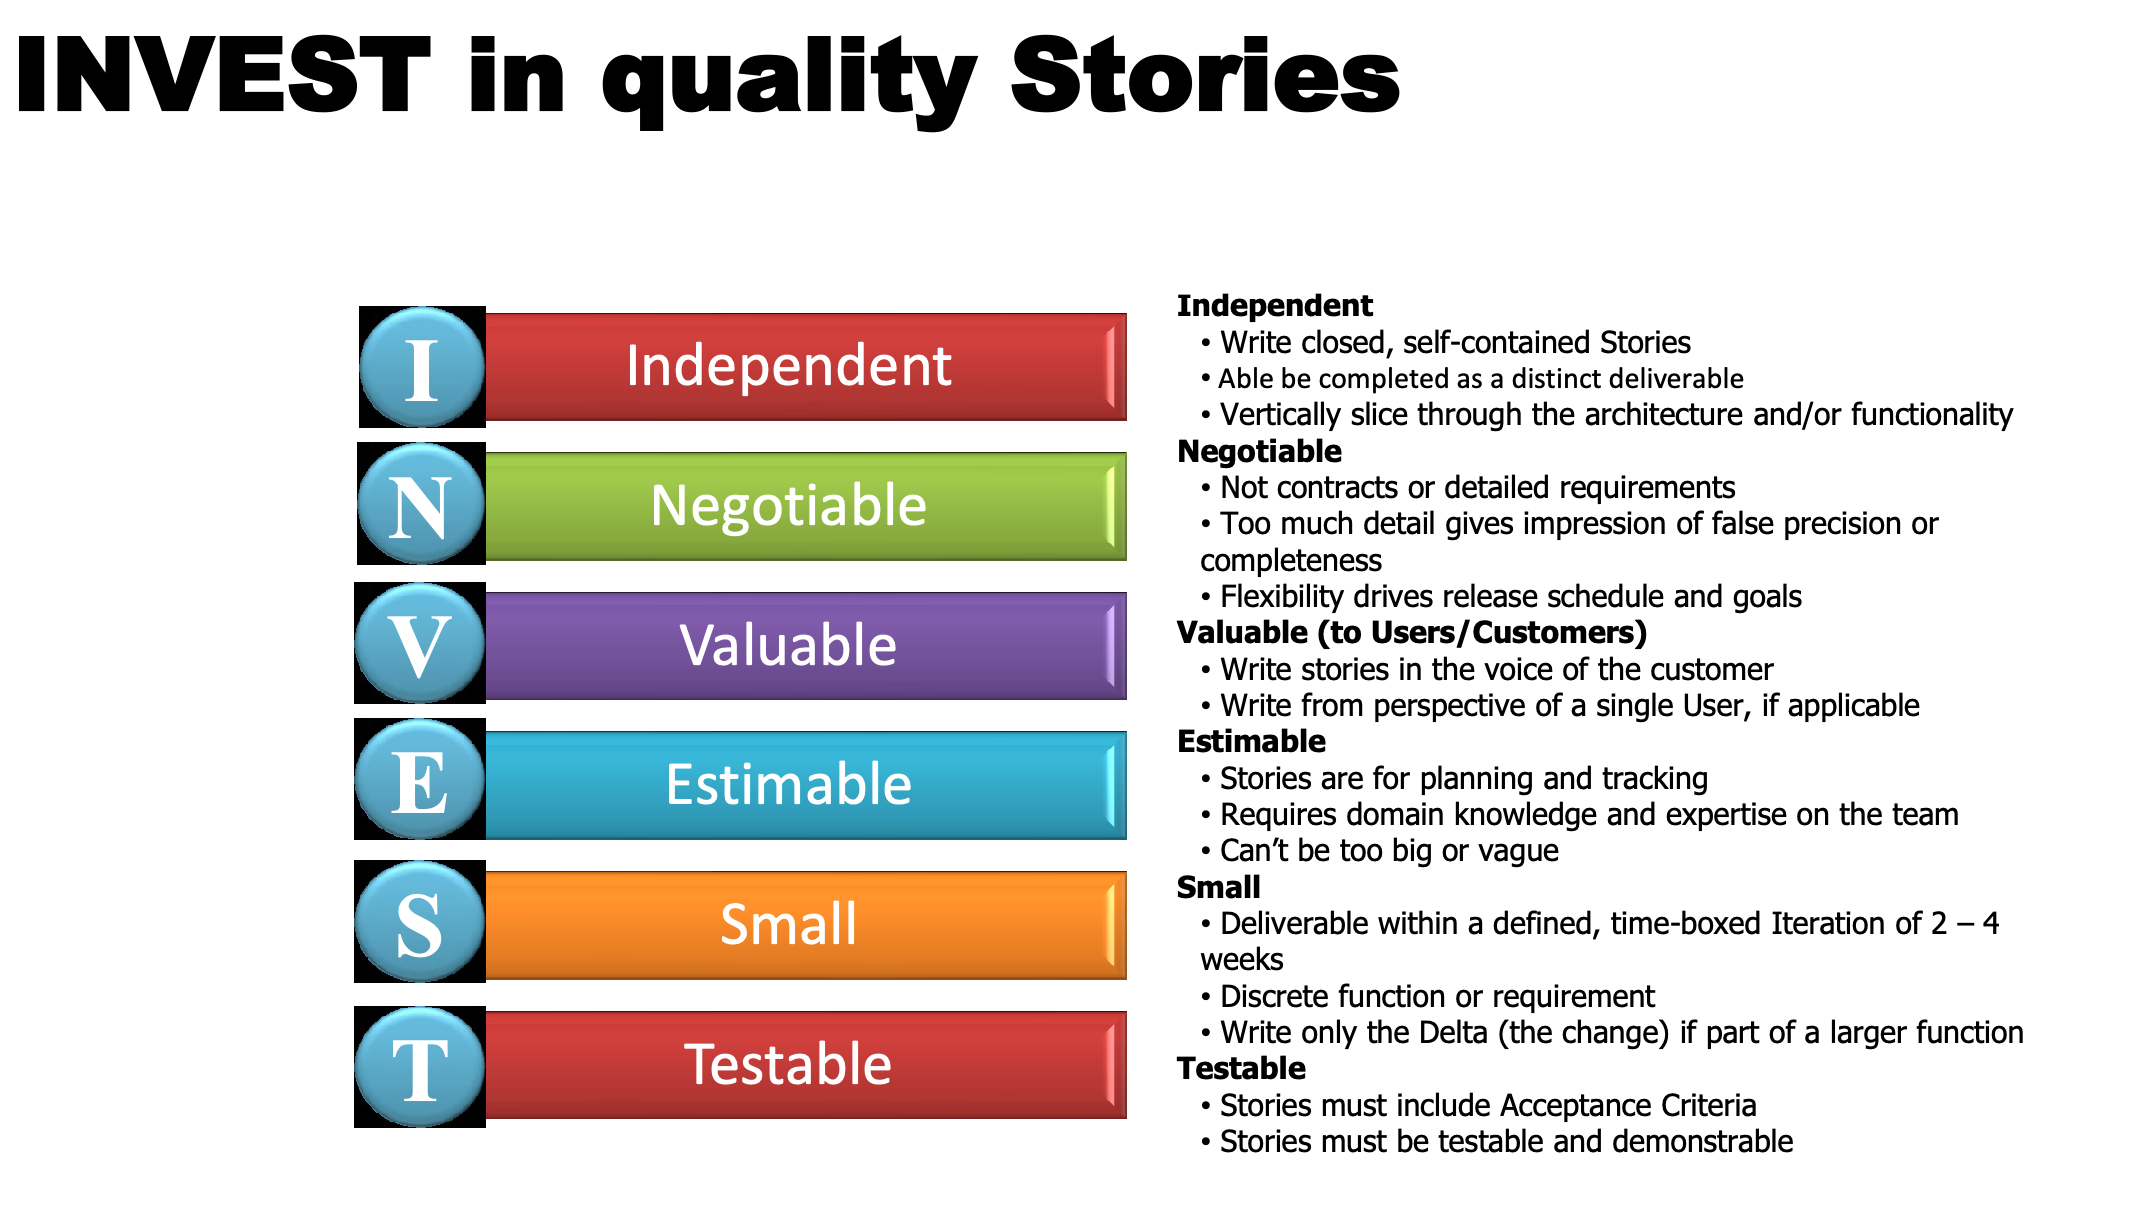 INVEST in quality Stories
I
Independent
N
Negotiable
V
Valuable
E
Estimable
S
Small
T
Testable
Independent
• Write closed, self-contained Stories
• Able be completed as a distinct deliverable
• Vertically slice through the architecture and/or functionality
Negotiable
• Not contracts or detailed requirements
• Too much detail gives impression of false precision or
completeness
• Flexibility drives release schedule and goals
Valuable (to Users/Customers)
• Write stories in the voice of the customer
• Write from perspective of a single User, if applicable
Estimable
• Stories are for planning and tracking
• Requires domain knowledge and expertise on the team
• Can’t be too big or vague
Small
• Deliverable within a defined, time-boxed Iteration of 2 – 4
weeks
• Discrete function or requirement
• Write only the Delta (the change) if part of a larger function
Testable
• Stories must include Acceptance Criteria
• Stories must be testable and demonstrable